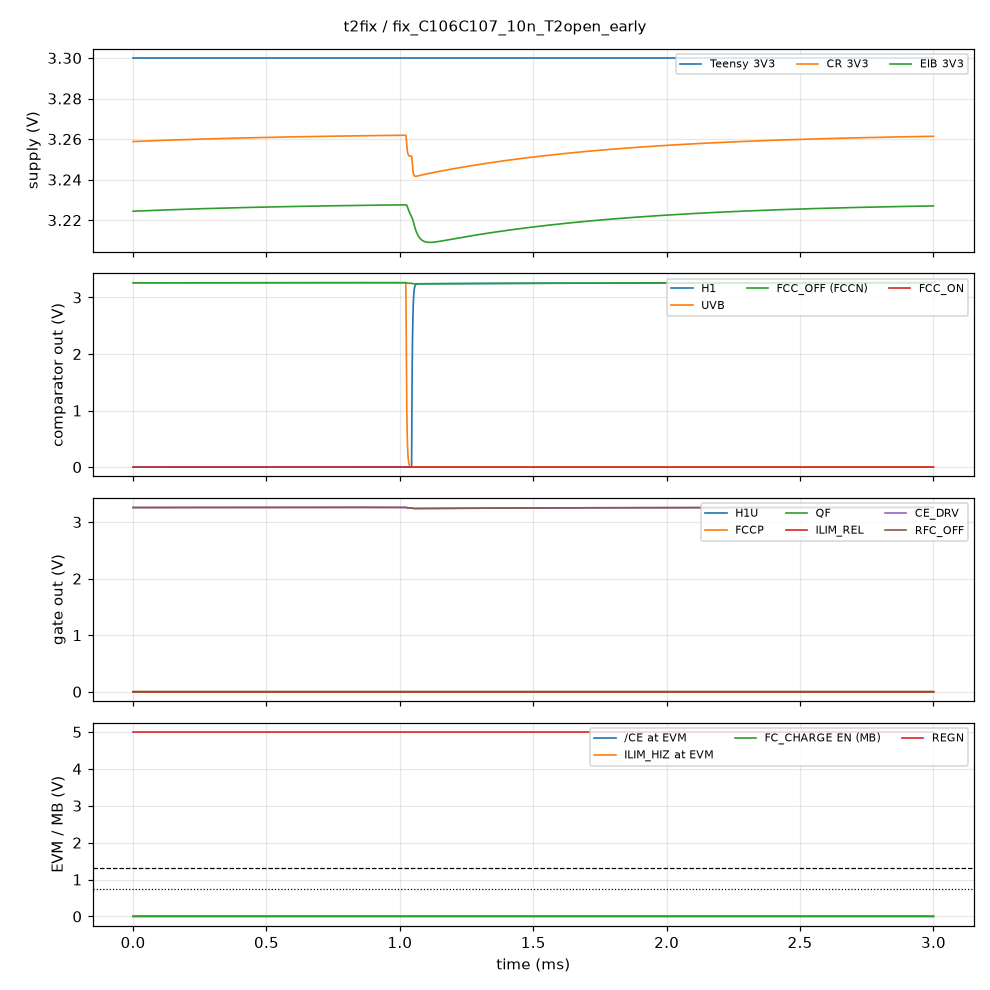 t2fix / fix_C106C107_10n_T2open_early
3.30
3.28
3.26
3.24
3.22
supply (V)
Teensy 3V3
CR 3V3
EIB 3V3
3
2
1
0
comparator out (V)
H1
FCC_OFF (FCCN)
FCC_ON
UVB
3
2
1
0
gate out (V)
H1U
QF
CE_DRV
FCCP
ILIM_REL
RFC_OFF
5
4
3
2
1
0
EVM / MB (V)
/CE at EVM
FC_CHARGE EN (MB)
REGN
ILIM_HIZ at EVM
0.0
0.5
1.0
1.5
2.0
2.5
3.0
time (ms)